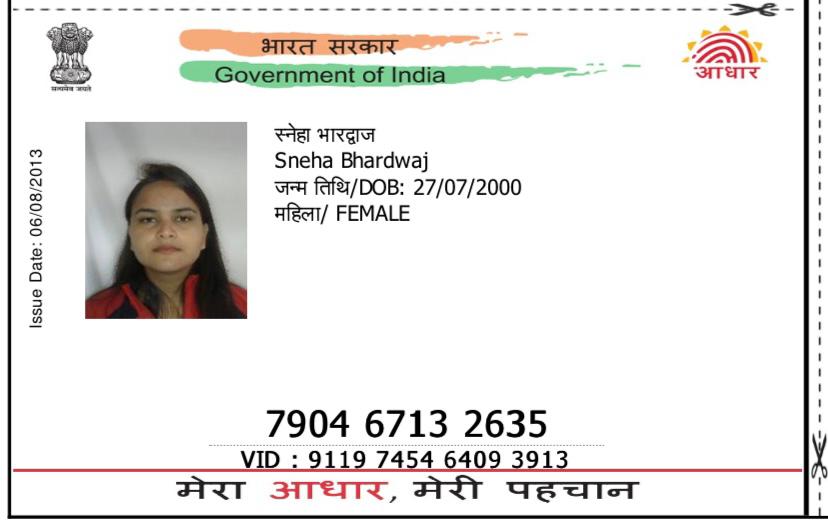 भारत सरकार
Government of India
सत्यमेव जयते
आधार
Issue Date: 06/08/2013
स्नेहा भारद्वाज
Sneha Bhardwaj
जन्म तिथि/DOB: 27/07/2000
महिला/ FEMALE
7904 6713 2635
VID : 9119 7454 6409 3913
मेरा आधार, मेरी पहचान